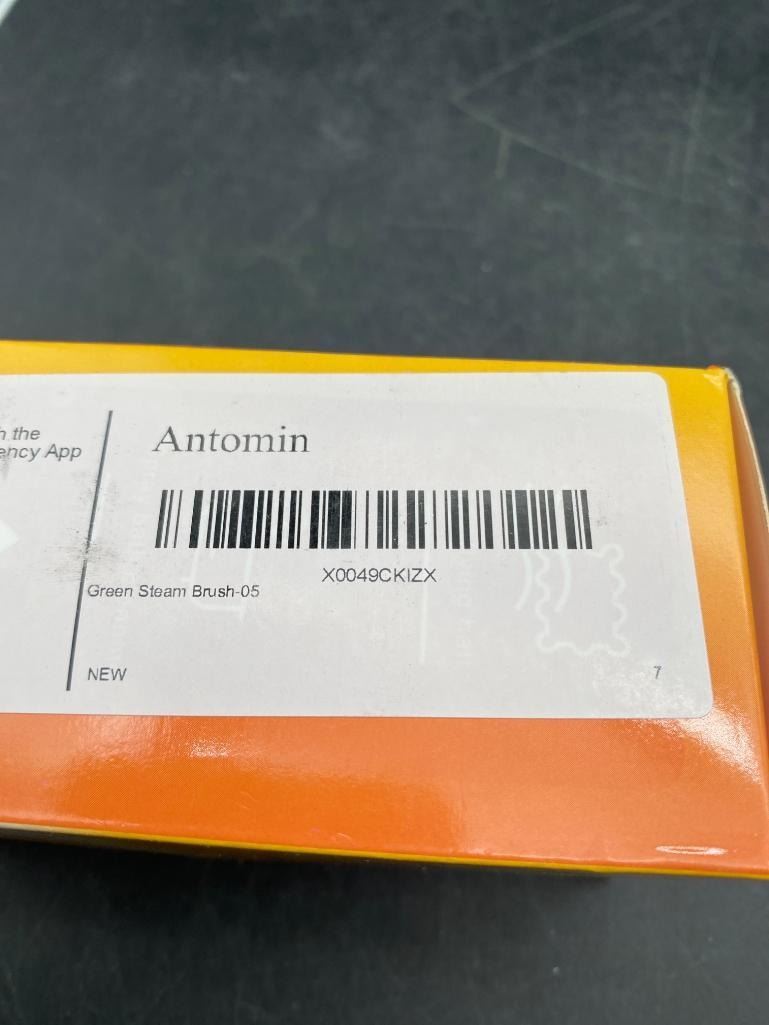 h the
ency App
Antomin
X0049CKIZX
Green Steam Brush-05
NEW
7